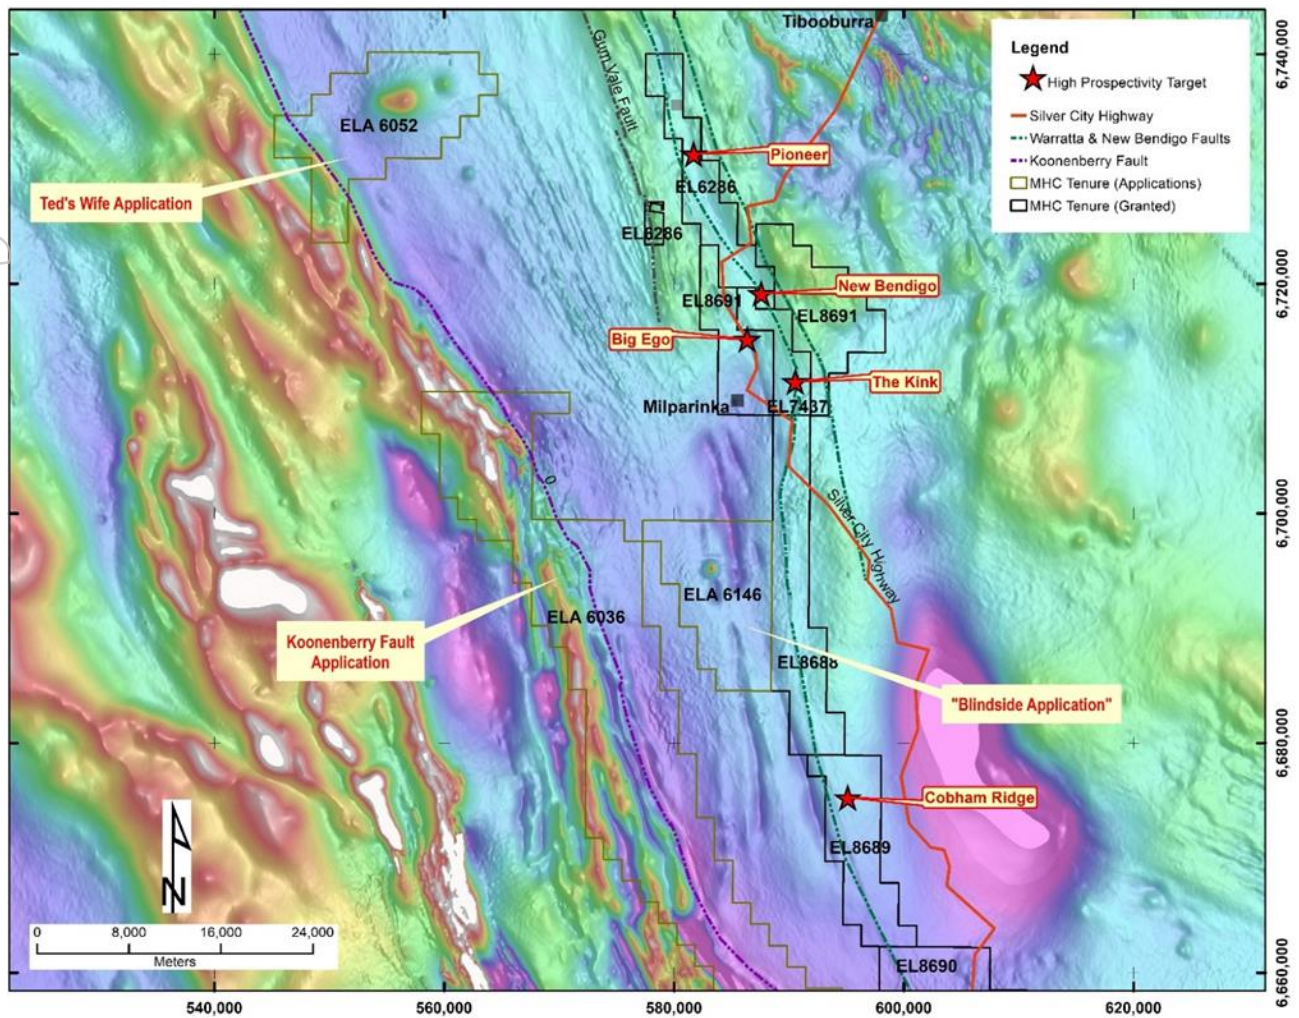 Tibooburra
Legend
High Prospectivity Target
Silver City Highway
Warratta & New Bendigo Faults
Koonenberry Fault
MHC Tenure (Applications)
MHC Tenure (Granted)
6,740,000
Gum Vale Fault
ELA 6052
Pioneer
EL6286
Ted's Wife Application
EL6286
New Bendigo
6,720,000
EL8691
EL8691
Big Ego
The Kink
Milparinka
EL7437
0
Silver City Highway
6,700,000
ELA 6146
ELA 6036
Koonenberry Fault
Application
EL8688
"Blindside Application"
6,680,000
Cobham Ridge
EL8689
N
0 8,000 16,000 24,000
Meters
EL8690
6,660,000
540,000 560,000 580,000 600,000 620,000